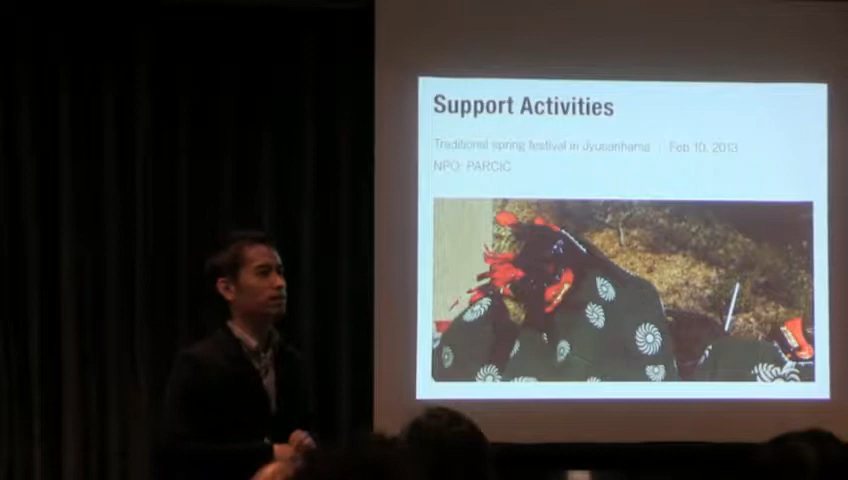 Support Activities
Traditional spring festival in Jyusanhama | Feb 10, 2013
NPO: PARCIC